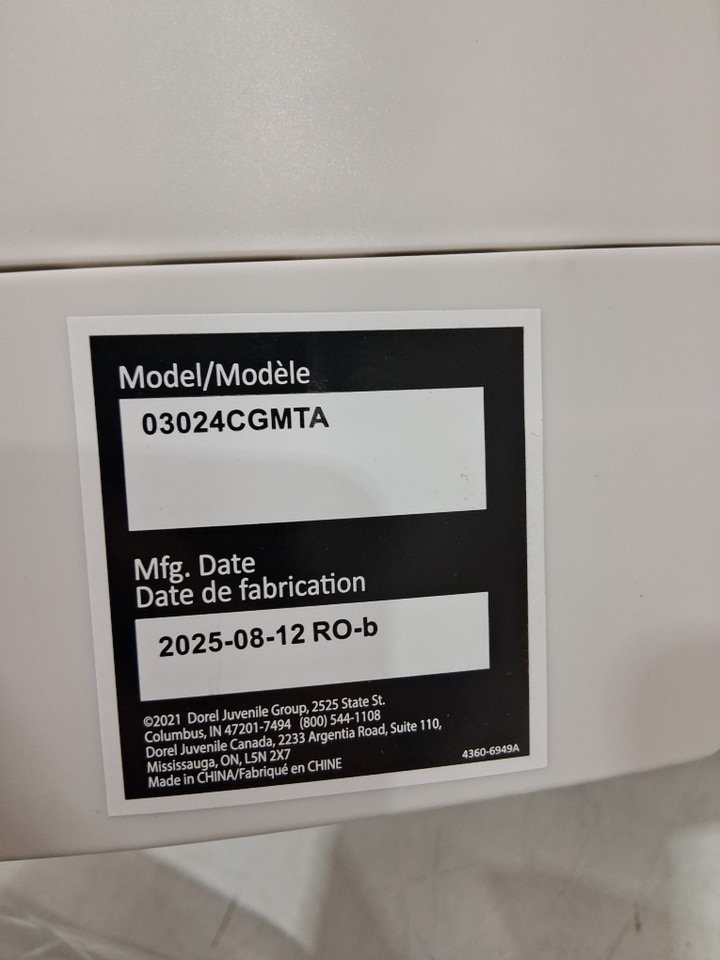 Model/Modèle
03024CGMTA
Mfg. Date
Date de fabrication
2025-08-12 RO-b
©2021 Dorel Juvenile Group, 2525 State St.
Columbus, IN 47201-7494 (800) 544-1108
Dorel Juvenile Canada, 2233 Argentia Road, Suite 110,
Mississauga, ON, L5N 2X7
Made in CHINA/Fabriqué en CHINE
4360-6949A